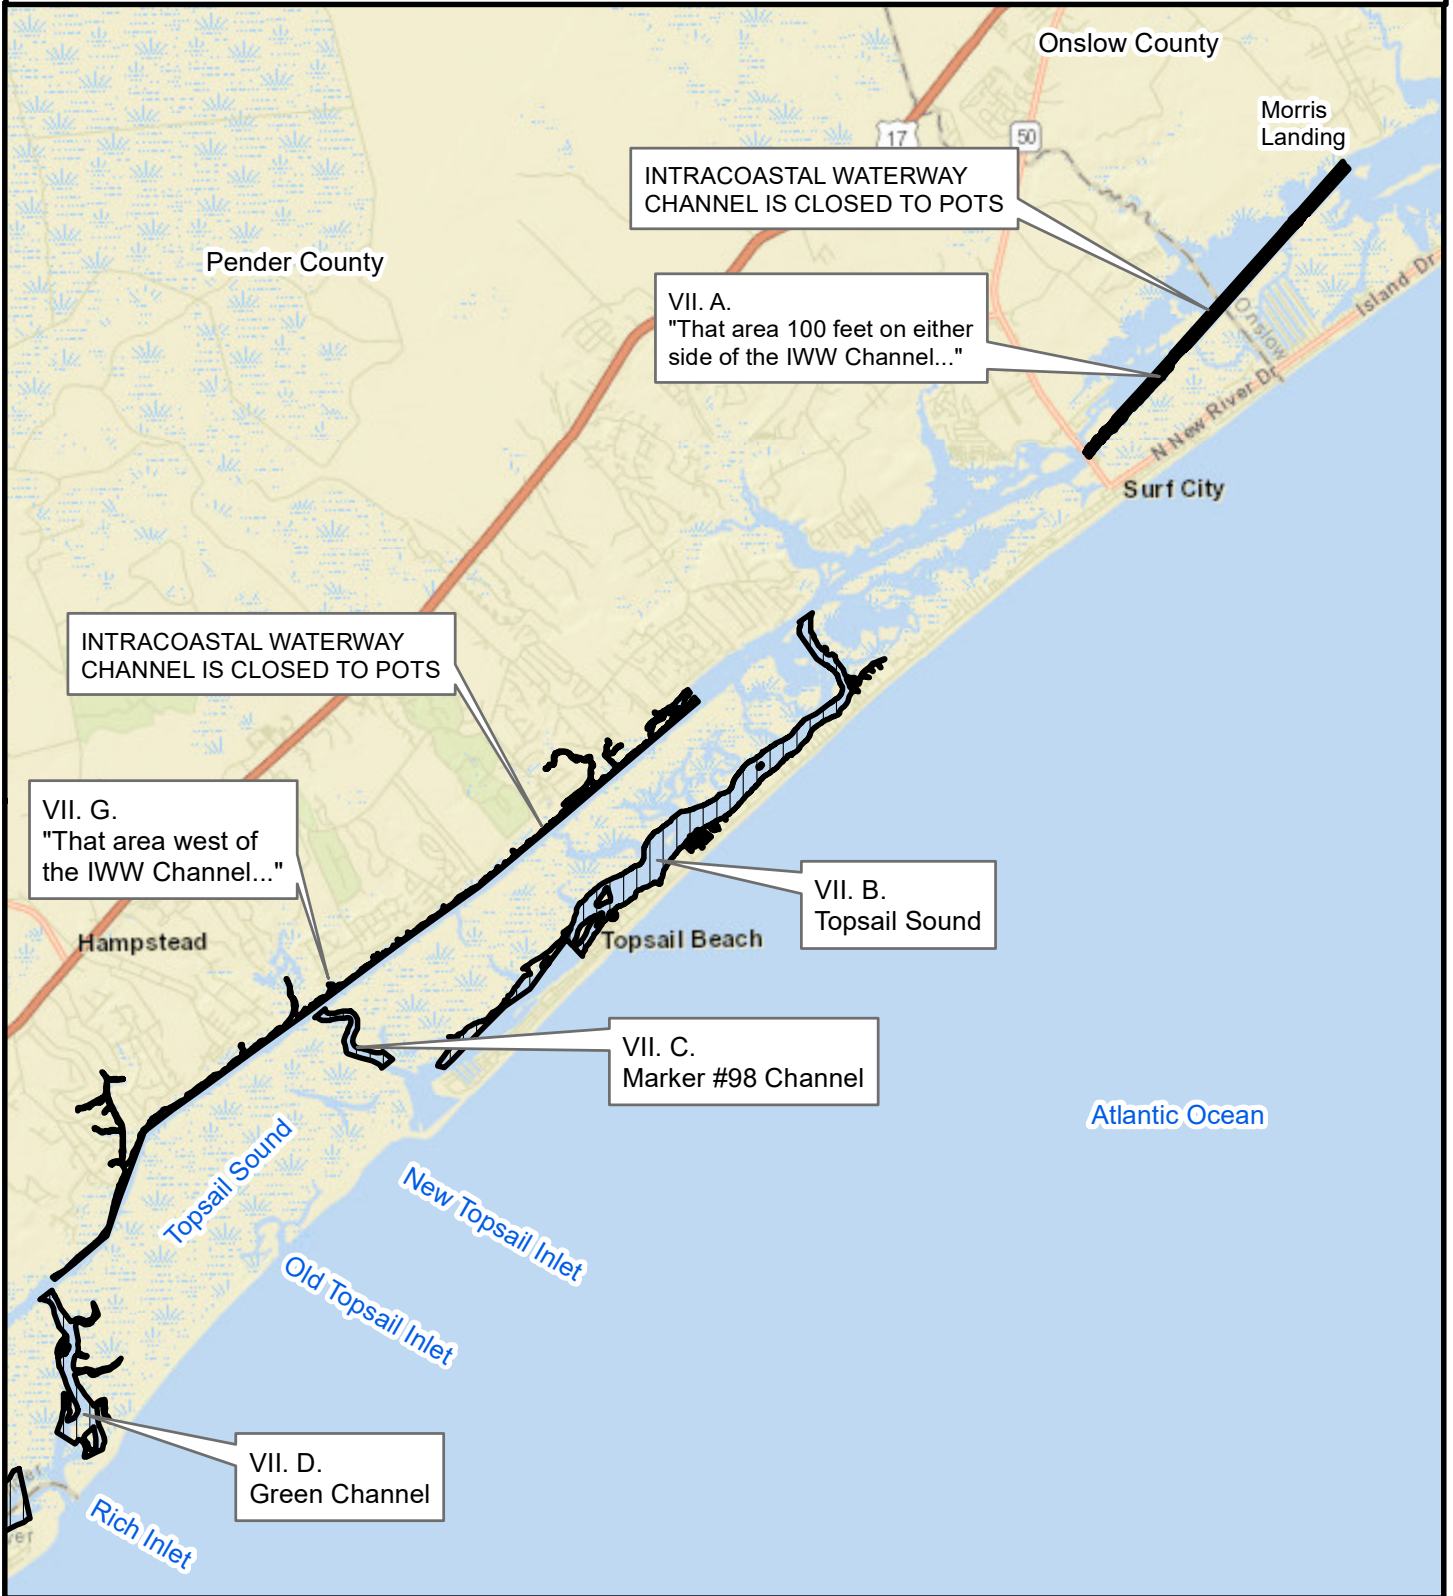 Onslow County
Morris
Landing
17
50
INTRACOASTAL WATERWAY
CHANNEL IS CLOSED TO POTS
Pender County
VII. A.
"That area 100 feet on either
side of the IWW Channel..."
Island Dr
Onslow
N New River Dr
Surf City
INTRACOASTAL WATERWAY
CHANNEL IS CLOSED TO POTS
VII. G.
"That area west of
the IWW Channel..."
VII. B.
Topsail Sound
Hampstead
Topsail Beach
VII. C.
Marker #98 Channel
Atlantic Ocean
Topsail Sound
New Topsail Inlet
Old Topsail Inlet
VII. D.
Green Channel
Rich Inlet